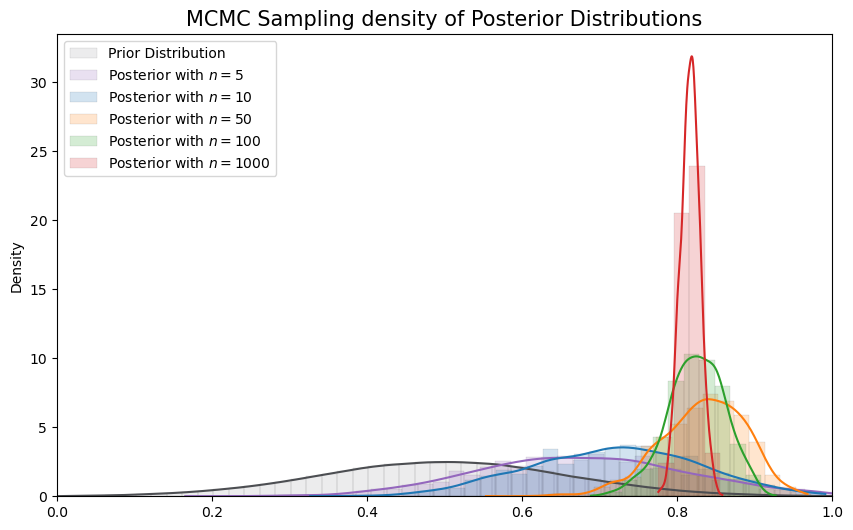 MCMC Sampling density of Posterior Distributions
Prior Distribution
Posterior with n = 5
Posterior with n = 10
Posterior with n = 50
Posterior with n = 100
Posterior with n = 1000
Density
30
25
20
15
10
5
0
0.0 0.2 0.4 0.6 0.8 1.0